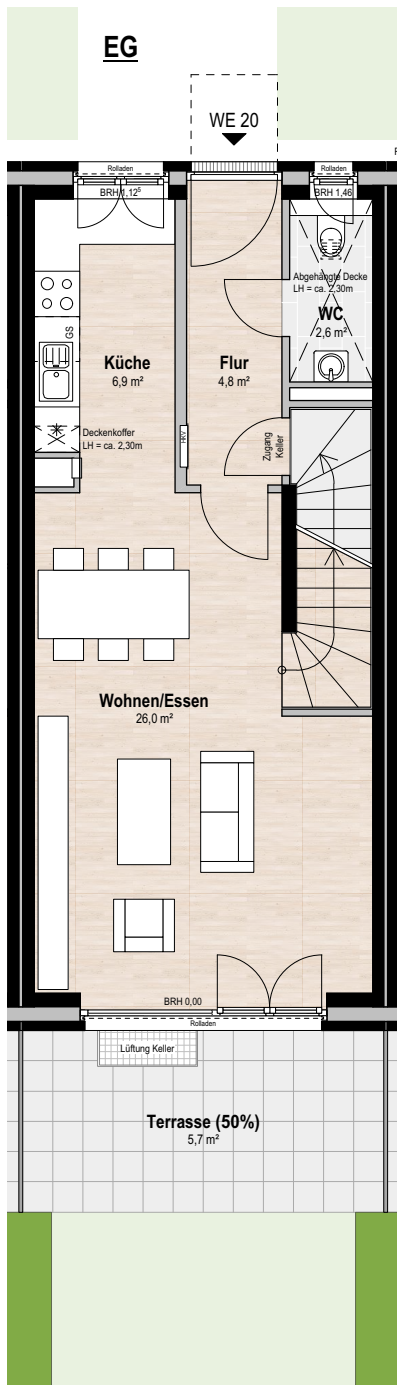 EG
WE 20
Rolladen
Rolladen
BRH 1,12⁵
BRH 1,46
Abgehängte Decke
LH = ca. 2,30m
WC
2,6 m²
GS
Küche
6,9 m²
Flur
4,8 m²
Deckenkoffer
LH = ca. 2,30m
HKV
Zugang
Keller
Wohnen/Essen
26,0 m²
BRH 0,00
Rolladen
Lüftung Keller
Terrasse (50%)
5,7 m²